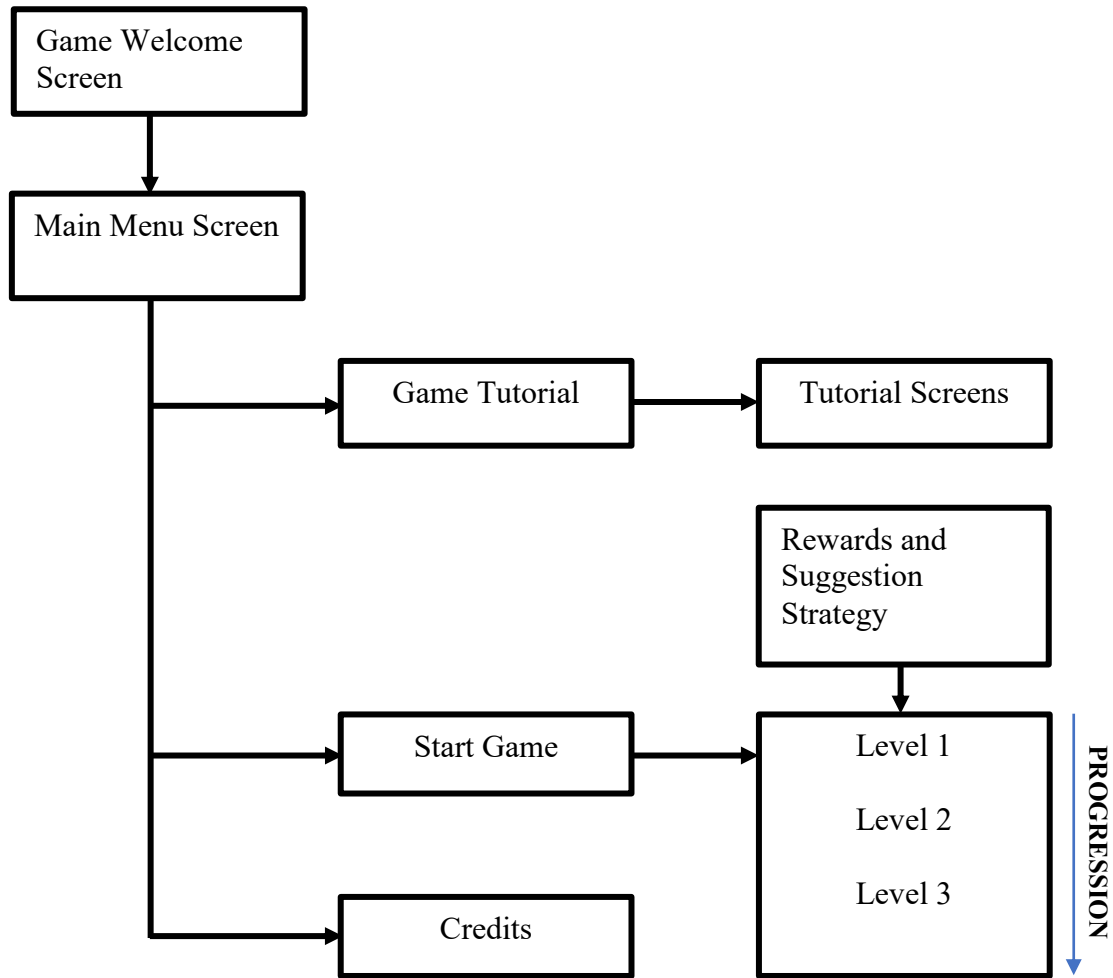 Game Welcome
Screen
Main Menu Screen
Game Tutorial
Tutorial Screens
Rewards and
Suggestion
Strategy
Start Game
Level 1
Level 2
Level 3
PROGRESSION
Credits